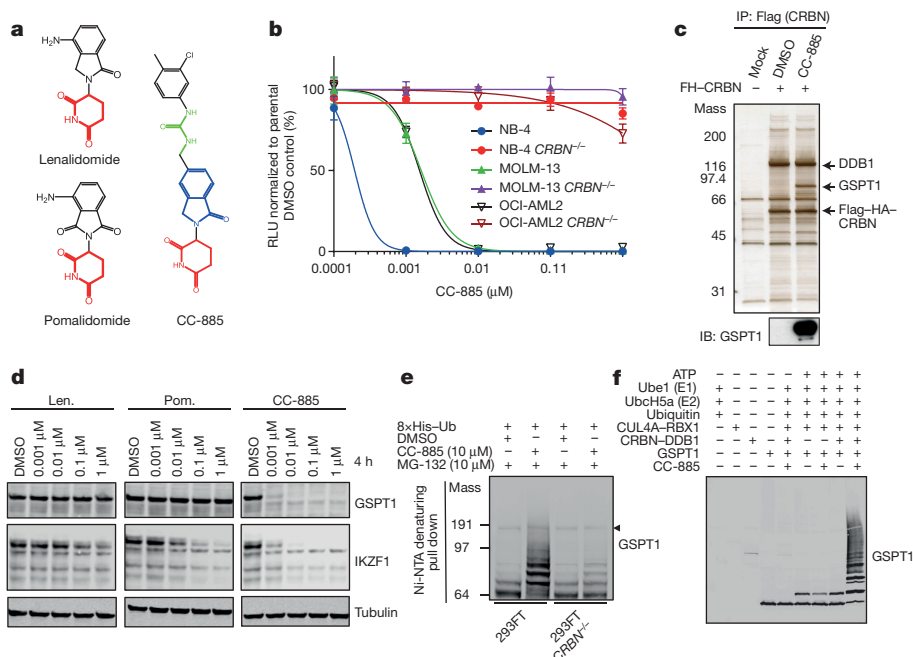 a
H₂N
O
N
O
NH
O
Lenalidomide
H₂N
O
O
N
O
NH
O
Pomalidomide
Cl
NH
O
NH
O
N
O
HN
O
CC-885
b
RLU normalized to parental
DMSO control (%)
100
50
0
0.0001
0.001
0.01
0.11
CC-885 (μM)
NB-4
NB-4 CRBN–/–
MOLM-13
MOLM-13 CRBN–/–
OCI-AML2
OCI-AML2 CRBN–/–
c
IP: Flag (CRBN)
Mock
DMSO
CC-885
FH–CRBN – + +
Mass
200
116
97.4
66
45
31
DDB1
GSPT1
Flag–HA–
CRBN
IB: GSPT1
d
Len.
Pom.
CC-885
DMSO
0.001 μM
0.01 μM
0.1 μM
1 μM
DMSO
0.001 μM
0.01 μM
0.1 μM
1 μM
DMSO
0.001 μM
0.01 μM
0.1 μM
1 μM
4 h
GSPT1
IKZF1
Tubulin
e
8×His–Ub + + + +
DMSO + – + –
CC-885 (10 μM) – + – +
MG-132 (10 μM) + + + +
Ni-NTA denaturing
pull down
Mass
191
97
64
GSPT1
293FT
293FT
CRBN–/–
f
ATP
Ube1 (E1)
UbcH5a (E2)
Ubiquitin
CUL4A–RBX1
CRBN–DDB1
GSPT1
CC-885
GSPT1